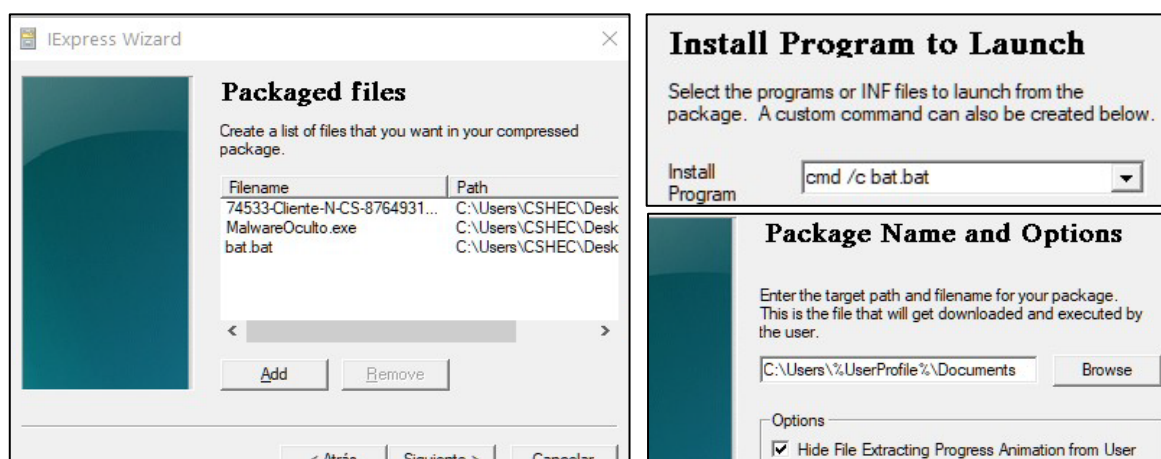 IExpress Wizard
Packaged files
Create a list of files that you want in your compressed
package.
Filename Path
74533-Cliente-N-CS-8764931... C:\Users\CSHEC\Desk
MalwareOculto.exe C:\Users\CSHEC\Desk
bat.bat C:\Users\CSHEC\Desk
Add Remove
< Atrás Siguiente > Cancelar
Install Program to Launch
Select the programs or INF files to launch from the
package. A custom command can also be created below.
Install
Program
cmd /c bat.bat
Package Name and Options
Enter the target path and filename for your package.
This is the file that will get downloaded and executed by
the user.
C:\Users\%UserProfile%\Documents Browse
Options
Hide File Extracting Progress Animation from User